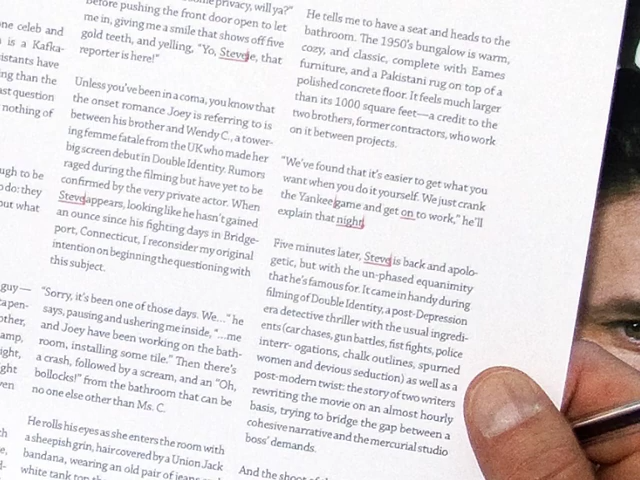 one celeb and
is a Kafka-
istants have
ing than the
ast question
nothing of
ugh to be
do: they
out what
guy—
other,
amp,
ight,
ght
ven
some privacy, will ya?"
Before pushing the front door open to let
me in, giving me a smile that shows off five
gold teeth, and yelling, "Yo, Steve, that
reporter is here!"
Unless you've been in a coma, you know that
the onset romance Joey is referring to is
between his brother and Wendy C., a tower-
ing femme fatale from the UK who made her
big screen debut in Double Identity. Rumors
raged during the filming but have yet to be
confirmed by the very private actor. When
Steve appears, looking like he hasn't gained
an ounce since his fighting days in Bridge-
port, Connecticut, I reconsider my original
intention on beginning the questioning with
this subject.
"Sorry, it's been one of those days. We..." he
says, pausing and ushering me inside, "...me
and Joey have been working on the bath-
room, installing some tile." Then there's
a crash, followed by a scream, and an "Oh,
bollocks!" from the bathroom that can be
no one else other than Ms. C.
He rolls his eyes as she enters the room with
a sheepish grin, hair covered by a Union Jack
bandana, wearing an old pair of jeans and
white tank top
He tells me to have a seat and heads to the
bathroom. The 1950's bungalow is warm,
cozy, and classic, complete with Eames
furniture, and a Pakistani rug on top of a
polished concrete floor. It feels much larger
than its 1000 square feet—a credit to the
two brothers, former contractors, who work
on it between projects.
"We've found that it's easier to get what you
want when you do it yourself. We just crank
the Yankee game and get on to work," he'll
explain that night.
Five minutes later, Steve is back and apolo-
getic, but with the un-phased equanimity
that he's famous for. It came in handy during
filming of Double Identity, a post-Depression
era detective thriller with the usual ingredi-
ents (car chases, gun battles, fist fights, police
interr- ogations, chalk outlines, spurned
women and devious seduction) as well as a
post-modern twist: the story of two writers
rewriting the movie on an almost hourly
basis, trying to bridge the gap between a
cohesive narrative and the mercurial studio
boss' demands.
And the shoot